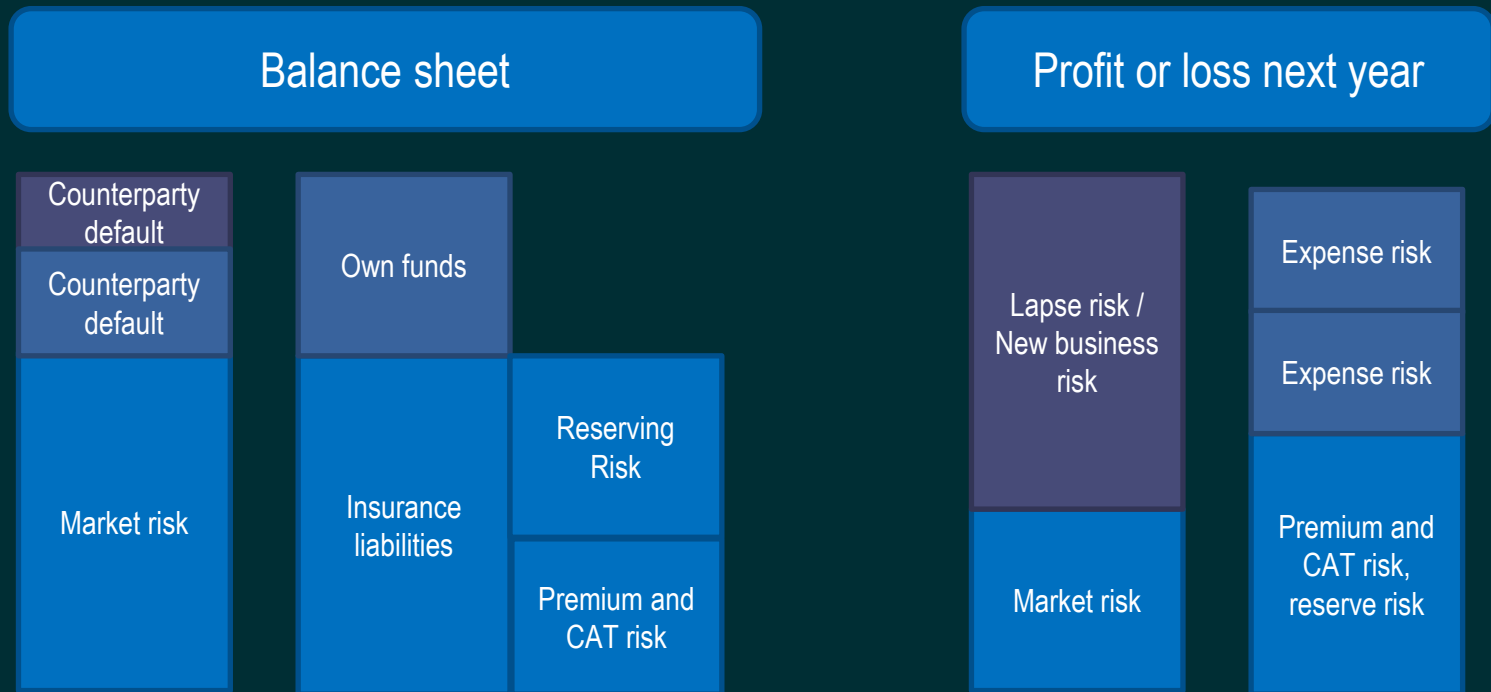 Balance sheet
Profit or loss next year
Counterparty
default
Counterparty
default
Market risk
Own funds
Insurance
liabilities
Reserving
Risk
Premium and
CAT risk
Lapse risk /
New business
risk
Market risk
Expense risk
Expense risk
Premium and
CAT risk,
reserve risk